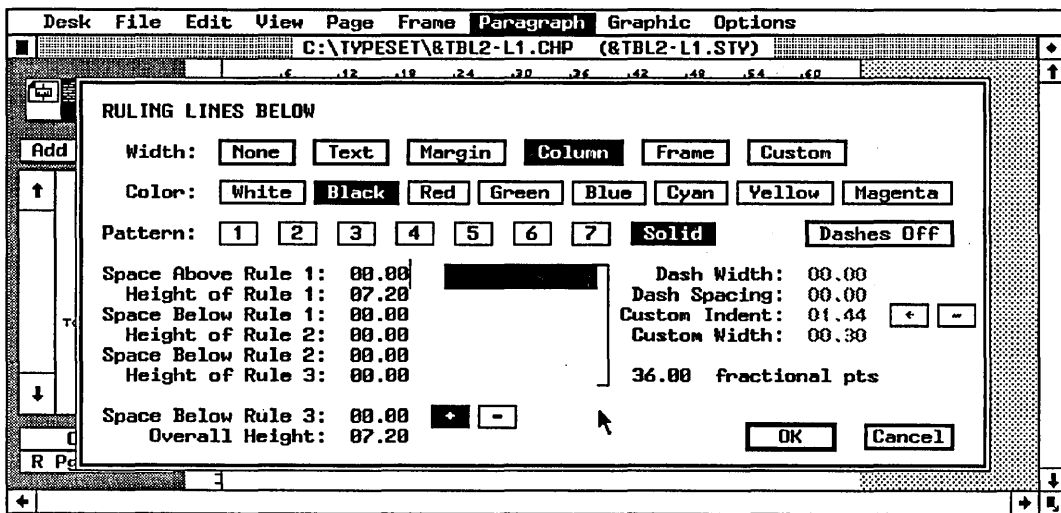 Desk File Edit View Page Frame Paragraph Graphic Options
C:\TYPESET\&TBL2-L1.CHP (&TBL2-L1.STY)
.6 .12 .18 .24 .30 .36 .42 .48 .54 .60
RULING LINES BELOW
Add
Width: None Text Margin Column Frame Custom
Color: White Black Red Green Blue Cyan Yellow Magenta
Pattern: 1 2 3 4 5 6 7 Solid Dashes Off
Space Above Rule 1: 00.00 Dash Width: 00.00
Height of Rule 1: 07.20 Dash Spacing: 00.00
Space Below Rule 1: 00.00 Custom Indent: 01.44 + -
Height of Rule 2: 00.00 Custom Width: 00.30
Space Below Rule 2: 00.00
Height of Rule 3: 00.00 36.00 fractional pts
Space Below Rule 3: 00.00 + -
Overall Height: 07.20 OK Cancel
R Pg